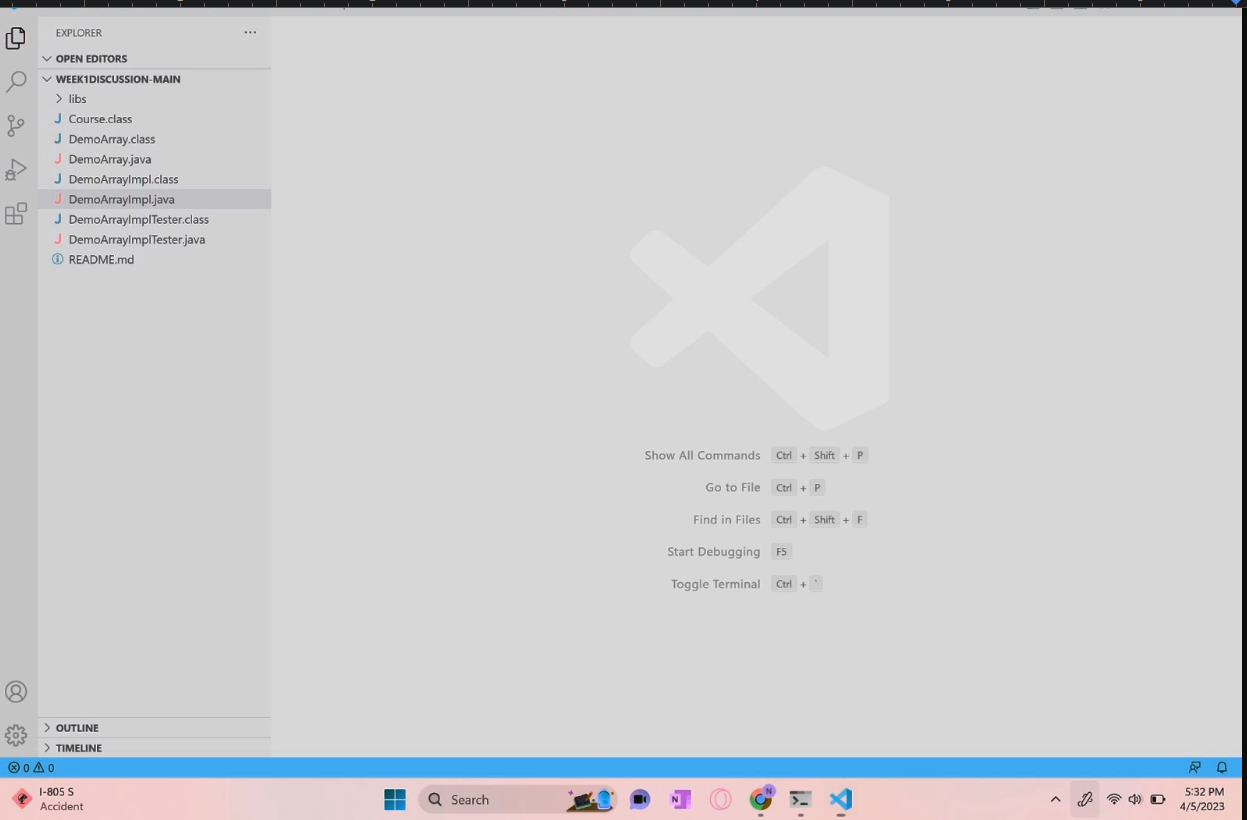 EXPLORER
...
OPEN EDITORS
WEEK1DISCUSSION-MAIN
libs
J Course.class
J DemoArray.class
J DemoArray.java
J DemoArrayImpl.class
J DemoArrayImpl.java
J DemoArrayImplTester.class
J DemoArrayImplTester.java
README.md
Show All Commands Ctrl + Shift + P
Go to File Ctrl + P
Find in Files Ctrl + Shift + F
Start Debugging F5
Toggle Terminal Ctrl + `
OUTLINE
TIMELINE
0 0
I-805 S
Accident
Search
N
N
5:32 PM
4/5/2023